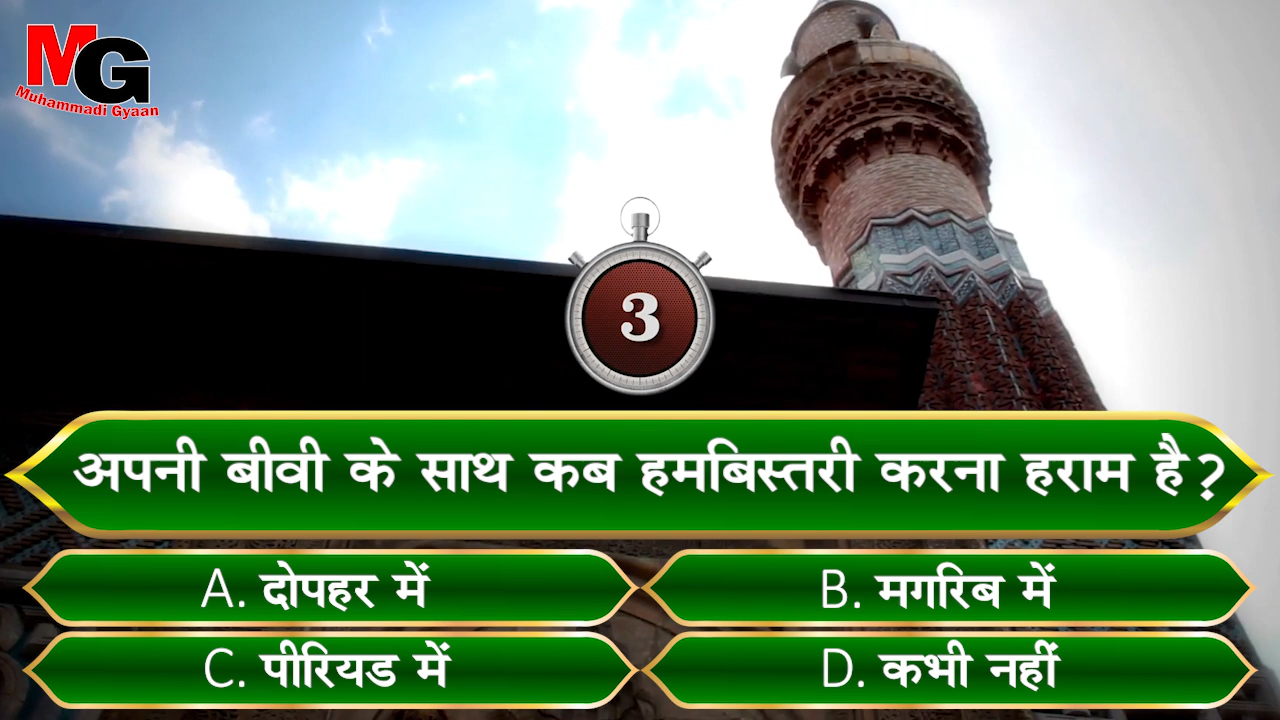 MG
Muhammadi Gyaan
3
अपनी बीवी के साथ कब हमबिस्तरी करना हराम है?
A. दोपहर में
B. मगरिब में
C. पीरियड में
D. कभी नहीं